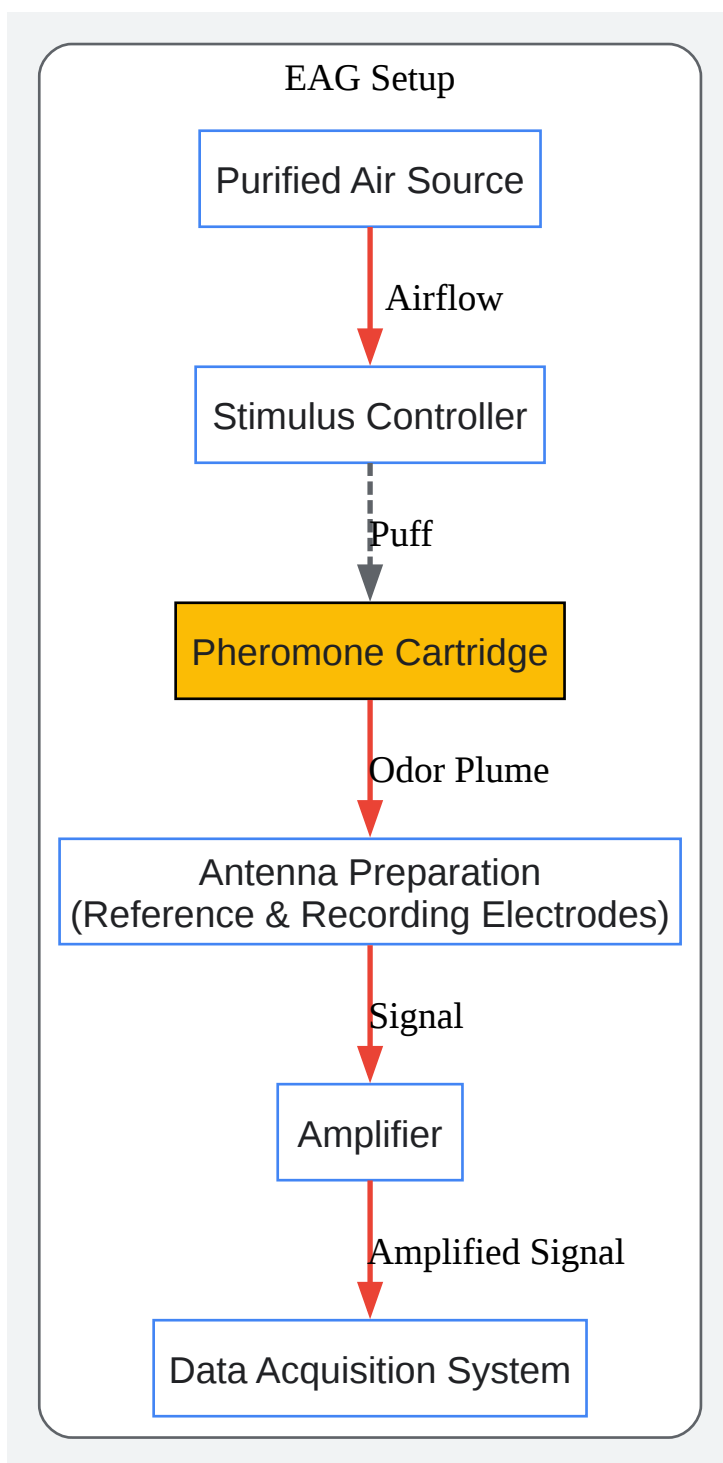 EAG Setup
Purified Air Source
Airflow
Stimulus Controller
Puff
Pheromone Cartridge
Odor Plume
Antenna Preparation
(Reference & Recording Electrodes)
Signal
Amplifier
Amplified Signal
Data Acquisition System